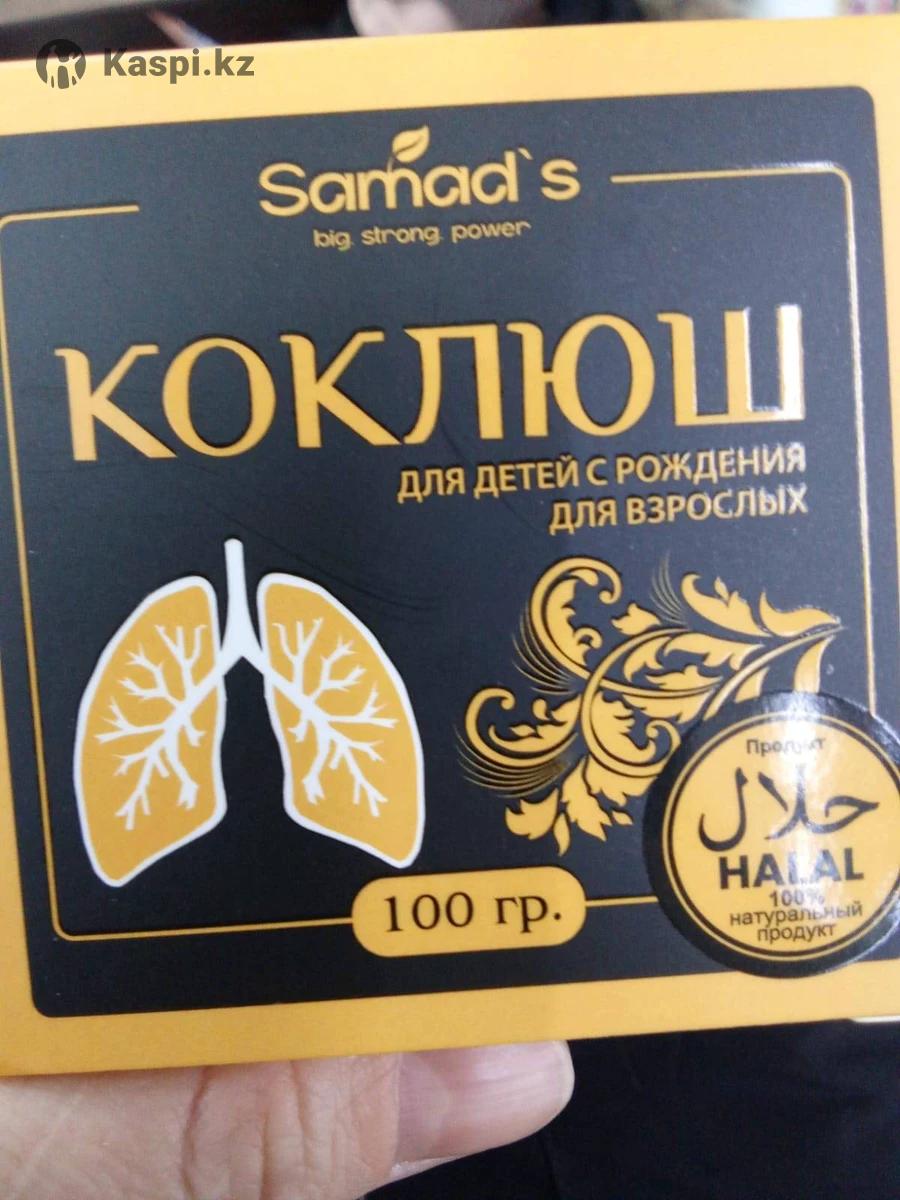 Kaspi.kz
Samad`s
big. strong. power
КОКЛЮШ
ДЛЯ ДЕТЕЙ С РОЖДЕНИЯ
ДЛЯ ВЗРОСЛЫХ
100 гр.
Продукт
حلال
HALAL
100%
натуральный
продукт